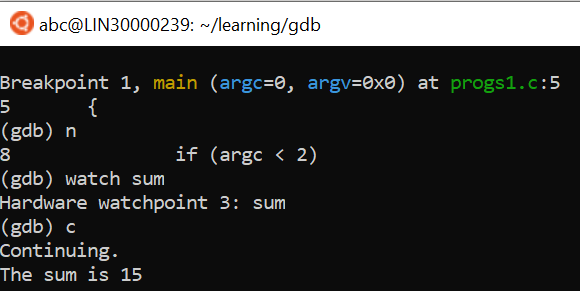 abc@LIN30000239: ~/learning/gdb
Breakpoint 1, main (argc=0, argv=0x0) at progs1.c:5
5       {
(gdb) n
8               if (argc < 2)
(gdb) watch sum
Hardware watchpoint 3: sum
(gdb) c
Continuing.
The sum is 15